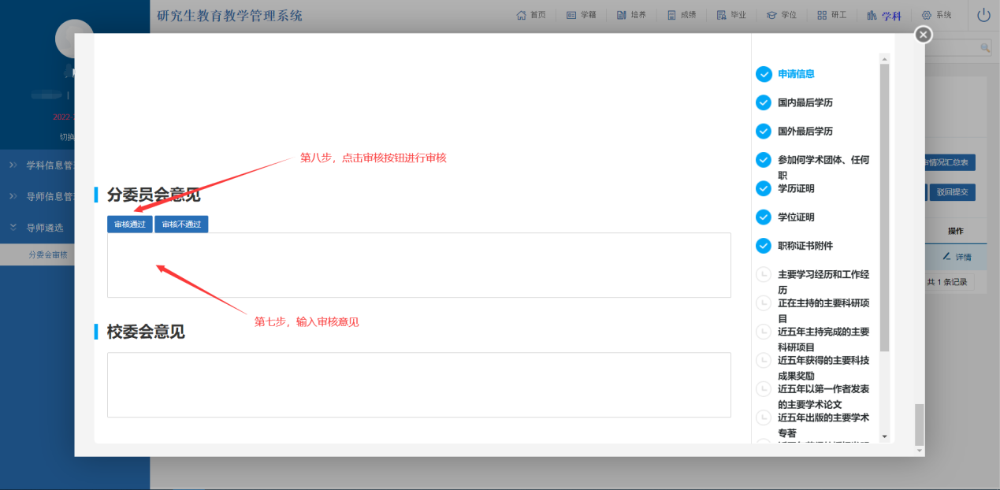 研究生教育教学管理系统
首页
学籍
培养
成绩
毕业
学位
研工
学科
系统
2022-
切换
学科信息管
导师信息管
导师遴选
分委会审核
第八步，点击审核按钮进行审核
分委员会意见
审核通过
审核不通过
第七步，输入审核意见
校委会意见
申请信息
国内最后学历
国外最后学历
参加何学术团体、任何
职
学历证明
学位证明
职称证书附件
主要学习经历和工作经
历
正在主持的主要科研项
目
近五年主持完成的主要
科研项目
近五年获得的主要科技
成果奖励
近五年以第一作者发表
的主要学术论文
近五年出版的主要学术
专著
情况汇总表
驳回提交
操作
详情
共 1 条记录